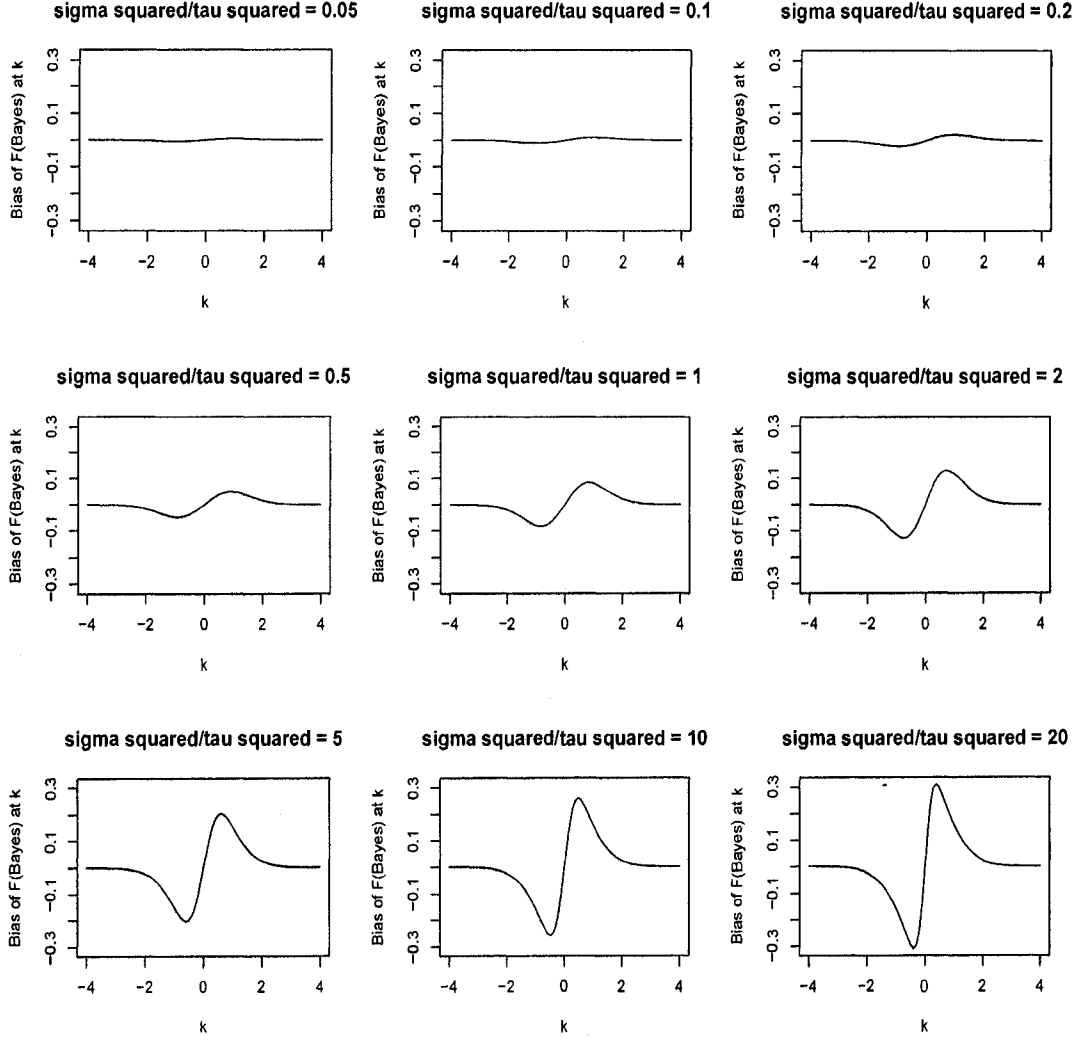 sigma squared/tau squared = 0.05
Bias of F(Bayes) at k
0.3
0.1
−0.1
−0.3
−4 −2 0 2 4
k
sigma squared/tau squared = 0.1
Bias of F(Bayes) at k
0.3
0.1
−0.1
−0.3
−4 −2 0 2 4
k
sigma squared/tau squared = 0.2
Bias of F(Bayes) at k
0.3
0.1
−0.1
−0.3
−4 −2 0 2 4
k
sigma squared/tau squared = 0.5
Bias of F(Bayes) at k
0.3
0.1
−0.1
−0.3
−4 −2 0 2 4
k
sigma squared/tau squared = 1
Bias of F(Bayes) at k
0.3
0.1
−0.1
−0.3
−4 −2 0 2 4
k
sigma squared/tau squared = 2
Bias of F(Bayes) at k
0.3
0.1
−0.1
−0.3
−4 −2 0 2 4
k
sigma squared/tau squared = 5
Bias of F(Bayes) at k
0.3
0.1
−0.1
−0.3
−4 −2 0 2 4
k
sigma squared/tau squared = 10
Bias of F(Bayes) at k
0.3
0.1
−0.1
−0.3
−4 −2 0 2 4
k
sigma squared/tau squared = 20
Bias of F(Bayes) at k
0.3
0.1
−0.1
−0.3
−4 −2 0 2 4
k